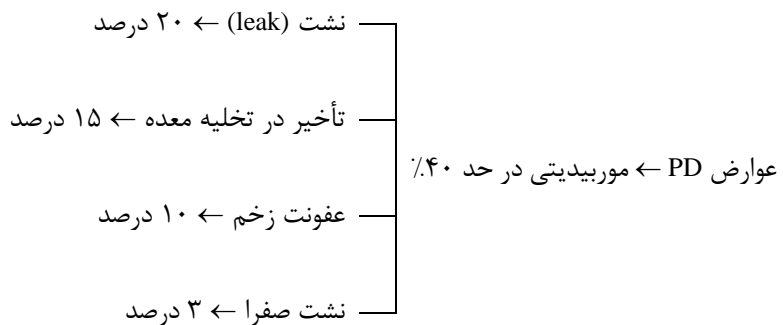 عوارض PD ← موربیدیتی در حد ۴۰٪
نشت (leak) ← ۲۰ درصد
تأخیر در تخلیه معده ← ۱۵ درصد
عفونت زخم ← ۱۰ درصد
نشت صفرا ← ۳ درصد